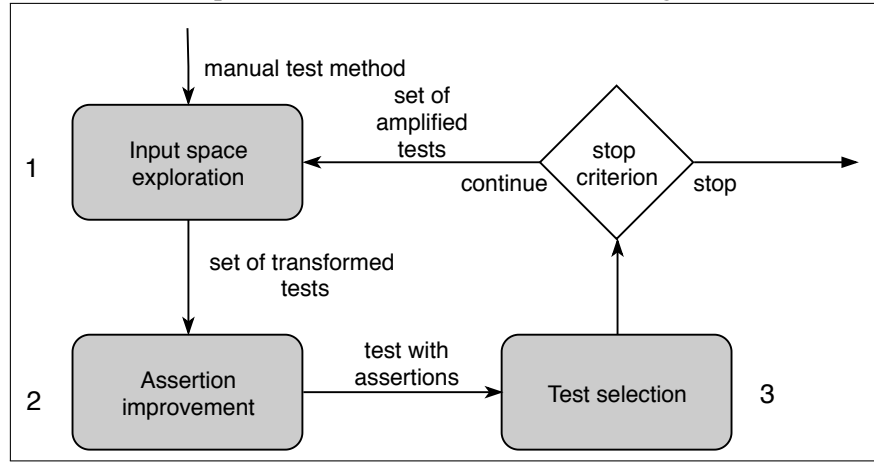 manual test method
set of
amplified
tests
1
Input space
exploration
continue
stop
criterion
stop
set of transformed
tests
2
Assertion
improvement
test with
assertions
Test selection
3